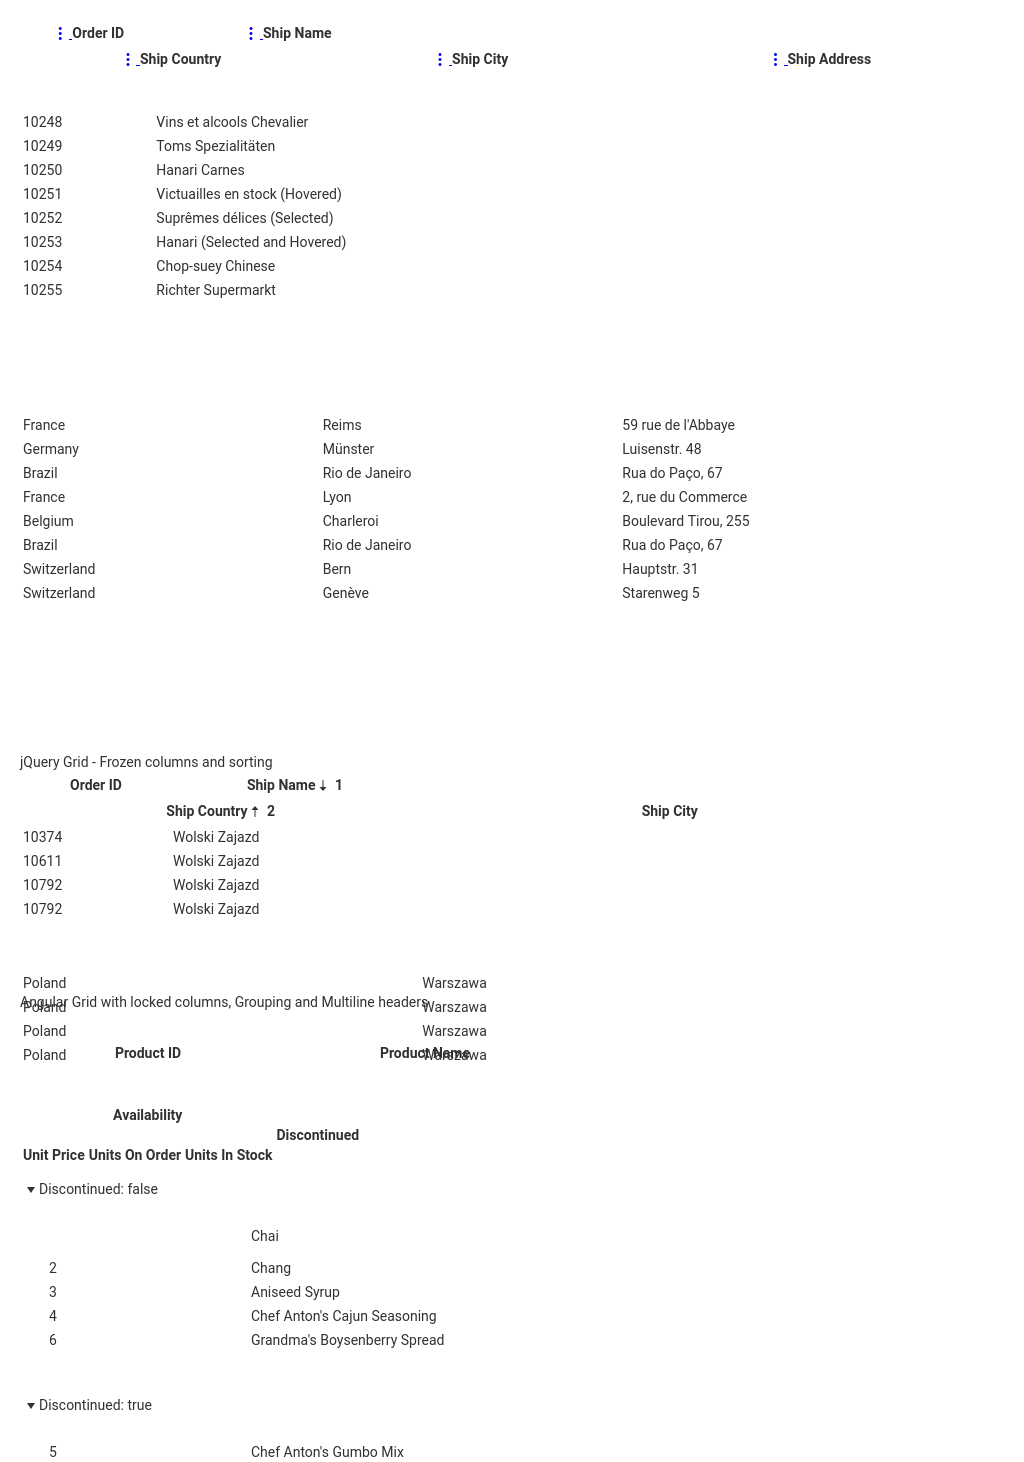 Order ID Ship Name
Ship Country Ship City Ship Address
10248 Vins et alcools Chevalier
10249 Toms Spezialitäten
10250 Hanari Carnes
10251 Victuailles en stock (Hovered)
10252 Suprêmes délices (Selected)
10253 Hanari (Selected and Hovered)
10254 Chop-suey Chinese
10255 Richter Supermarkt
France Reims 59 rue de l'Abbaye
Germany Münster Luisenstr. 48
Brazil Rio de Janeiro Rua do Paço, 67
France Lyon 2, rue du Commerce
Belgium Charleroi Boulevard Tirou, 255
Brazil Rio de Janeiro Rua do Paço, 67
Switzerland Bern Hauptstr. 31
Switzerland Genève Starenweg 5
jQuery Grid - Frozen columns and sorting
Order ID Ship Name ↓ 1
Ship Country ↑ 2 Ship City
10374 Wolski Zajazd
10611 Wolski Zajazd
10792 Wolski Zajazd
10792 Wolski Zajazd
Poland Warszawa
Angular Grid with locked columns, Grouping and Multiline headers
Poland Warszawa
Poland Warszawa
Product ID Product Name
Poland Warszawa
Availability
Discontinued
Unit Price Units On Order Units In Stock
Discontinued: false
Chai
2 Chang
3 Aniseed Syrup
4 Chef Anton's Cajun Seasoning
6 Grandma's Boysenberry Spread
Discontinued: true
5 Chef Anton's Gumbo Mix